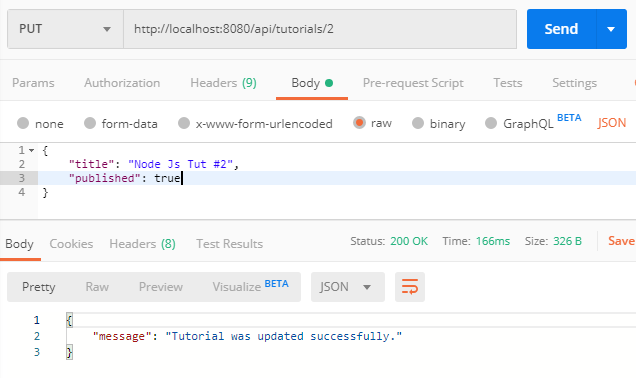 PUT http://localhost:8080/api/tutorials/2 Send
Params Authorization Headers (9) Body Pre-request Script Tests Settings
none form-data x-www-form-urlencoded raw binary GraphQL BETA JSON
1 {
2 "title": "Node Js Tut #2",
3 "published": true
4 }
Body Cookies Headers (8) Test Results Status: 200 OK Time: 166ms Size: 326 B Save
Pretty Raw Preview Visualize BETA JSON
1 {
2 "message": "Tutorial was updated successfully."
3 }